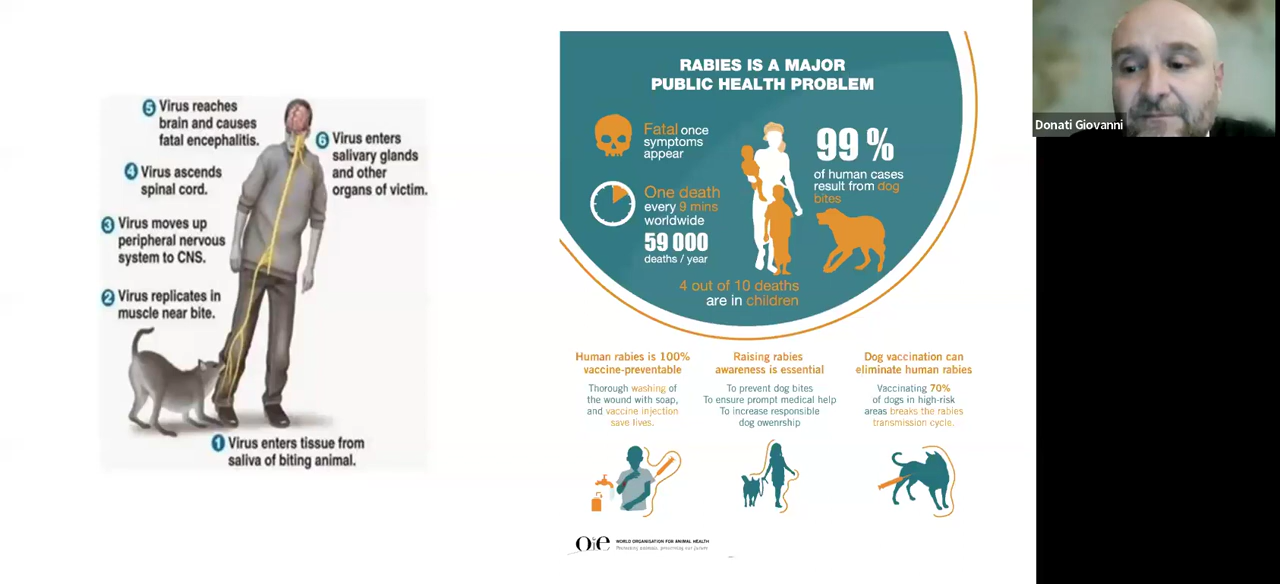 5 Virus reaches
brain and causes
fatal encephalitis.
6 Virus enters
salivary glands
and other
organs of victim.
4 Virus ascends
spinal cord.
3 Virus moves up
peripheral nervous
system to CNS.
2 Virus replicates in
muscle near bite.
1 Virus enters tissue from
saliva of biting animal.
RABIES IS A MAJOR
PUBLIC HEALTH PROBLEM
Fatal once
symptoms
appear
One death
every 9 mins
worldwide
59 000
deaths / year
99 %
of human cases
result from dog
bites
4 out of 10 deaths
are in children
Human rabies is 100%
vaccine-preventable
Thorough washing of
the wound with soap,
and vaccine injection
save lives.
Raising rabies
awareness is essential
To prevent dog bites
To ensure prompt medical help
To increase responsible
dog owenrship
Dog vaccination can
eliminate human rabies
Vaccinating 70%
of dogs in high-risk
areas breaks the rabies
transmission cycle.
Oie WORLD ORGANISATION FOR ANIMAL HEALTH
Protecting animals, preserving our future
Donati Giovanni